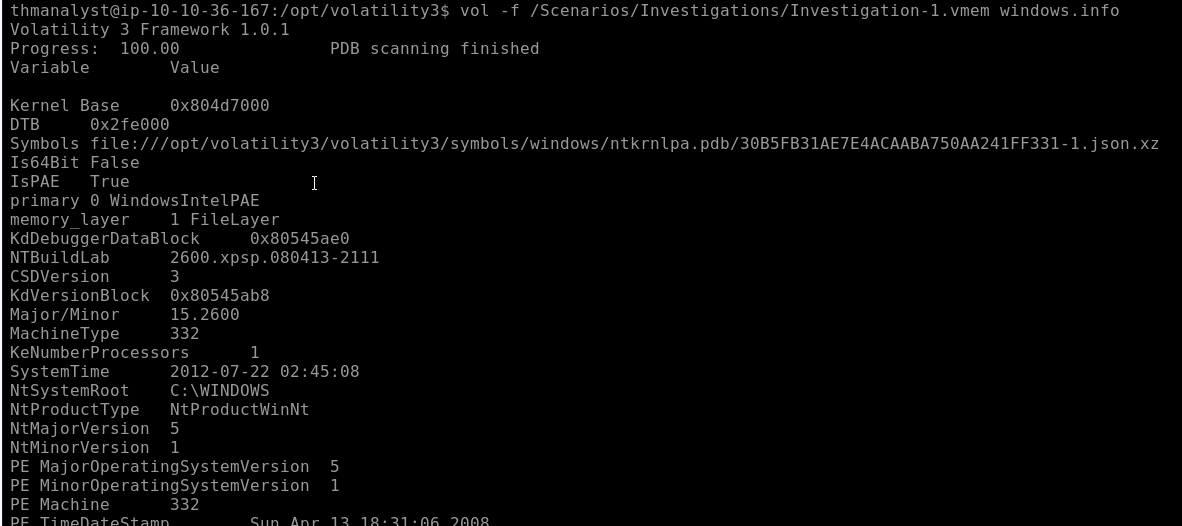 thmanalyst@ip-10-10-36-167:/opt/volatility3$ vol -f /Scenarios/Investigations/Investigation-1.vmem windows.info
Volatility 3 Framework 1.0.1
Progress:  100.00               PDB scanning finished
Variable        Value

Kernel Base     0x804d7000
DTB     0x2fe000
Symbols file:///opt/volatility3/volatility3/symbols/windows/ntkrnlpa.pdb/30B5FB31AE7E4ACAABA750AA241FF331-1.json.xz
Is64Bit False
IsPAE   True
primary 0 WindowsIntelPAE
memory_layer    1 FileLayer
KdDebuggerDataBlock     0x80545ae0
NTBuildLab      2600.xpsp.080413-2111
CSDVersion      3
KdVersionBlock  0x80545ab8
Major/Minor     15.2600
MachineType     332
KeNumberProcessors      1
SystemTime      2012-07-22 02:45:08
NtSystemRoot    C:\WINDOWS
NtProductType   NtProductWinNt
NtMajorVersion  5
NtMinorVersion  1
PE MajorOperatingSystemVersion  5
PE MinorOperatingSystemVersion  1
PE Machine      332
PE TimeDateStamp        Sun Apr 13 18:31:06 2008